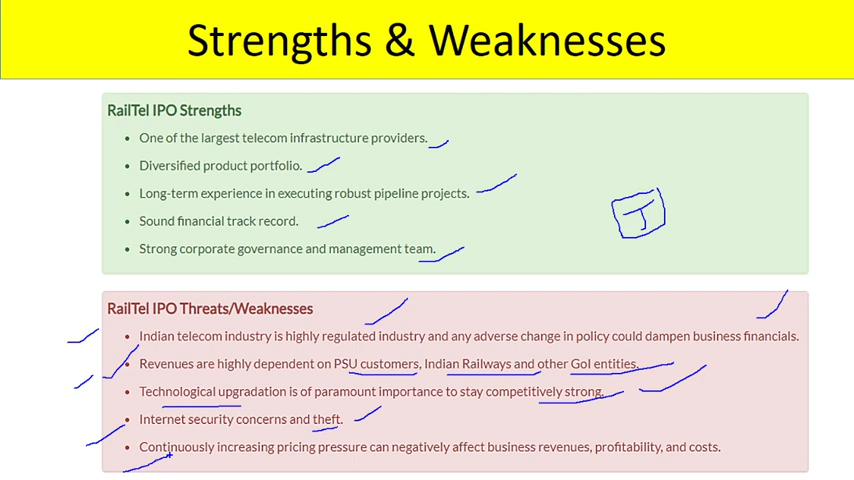 Strengths & Weaknesses
RailTel IPO Strengths
• One of the largest telecom infrastructure providers.
• Diversified product portfolio.
• Long-term experience in executing robust pipeline projects.
• Sound financial track record.
• Strong corporate governance and management team.
RailTel IPO Threats/Weaknesses
• Indian telecom industry is highly regulated industry and any adverse change in policy could dampen business financials.
• Revenues are highly dependent on PSU customers, Indian Railways and other GoI entities.
• Technological upgradation is of paramount importance to stay competitively strong.
• Internet security concerns and theft.
• Continuously increasing pricing pressure can negatively affect business revenues, profitability, and costs.